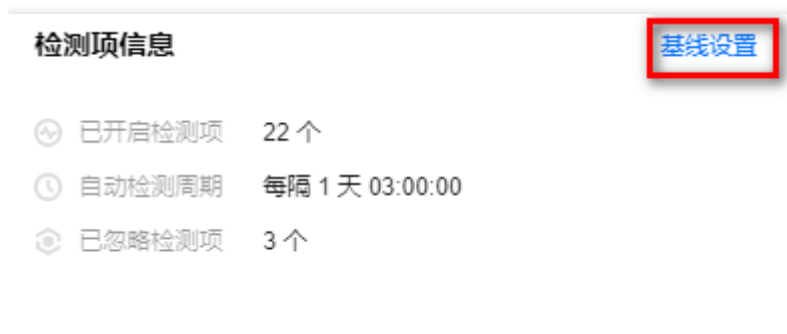 检测项信息 基线设置
已开启检测项 22 个
自动检测周期 每隔 1 天 03:00:00
已忽略检测项 3 个